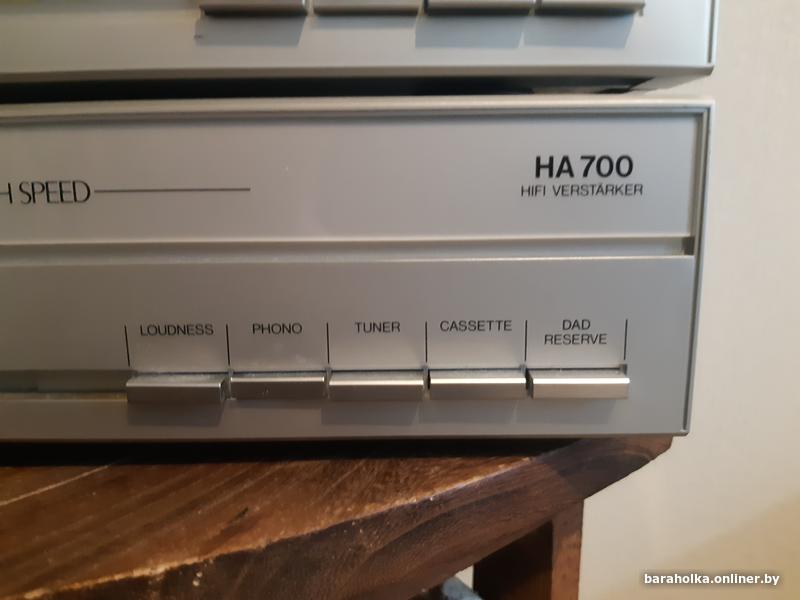 HA 700
HIFI VERSTÄRKER
H SPEED
LOUDNESS
PHONO
TUNER
CASSETTE
DAD
RESERVE
baraholka.onliner.by